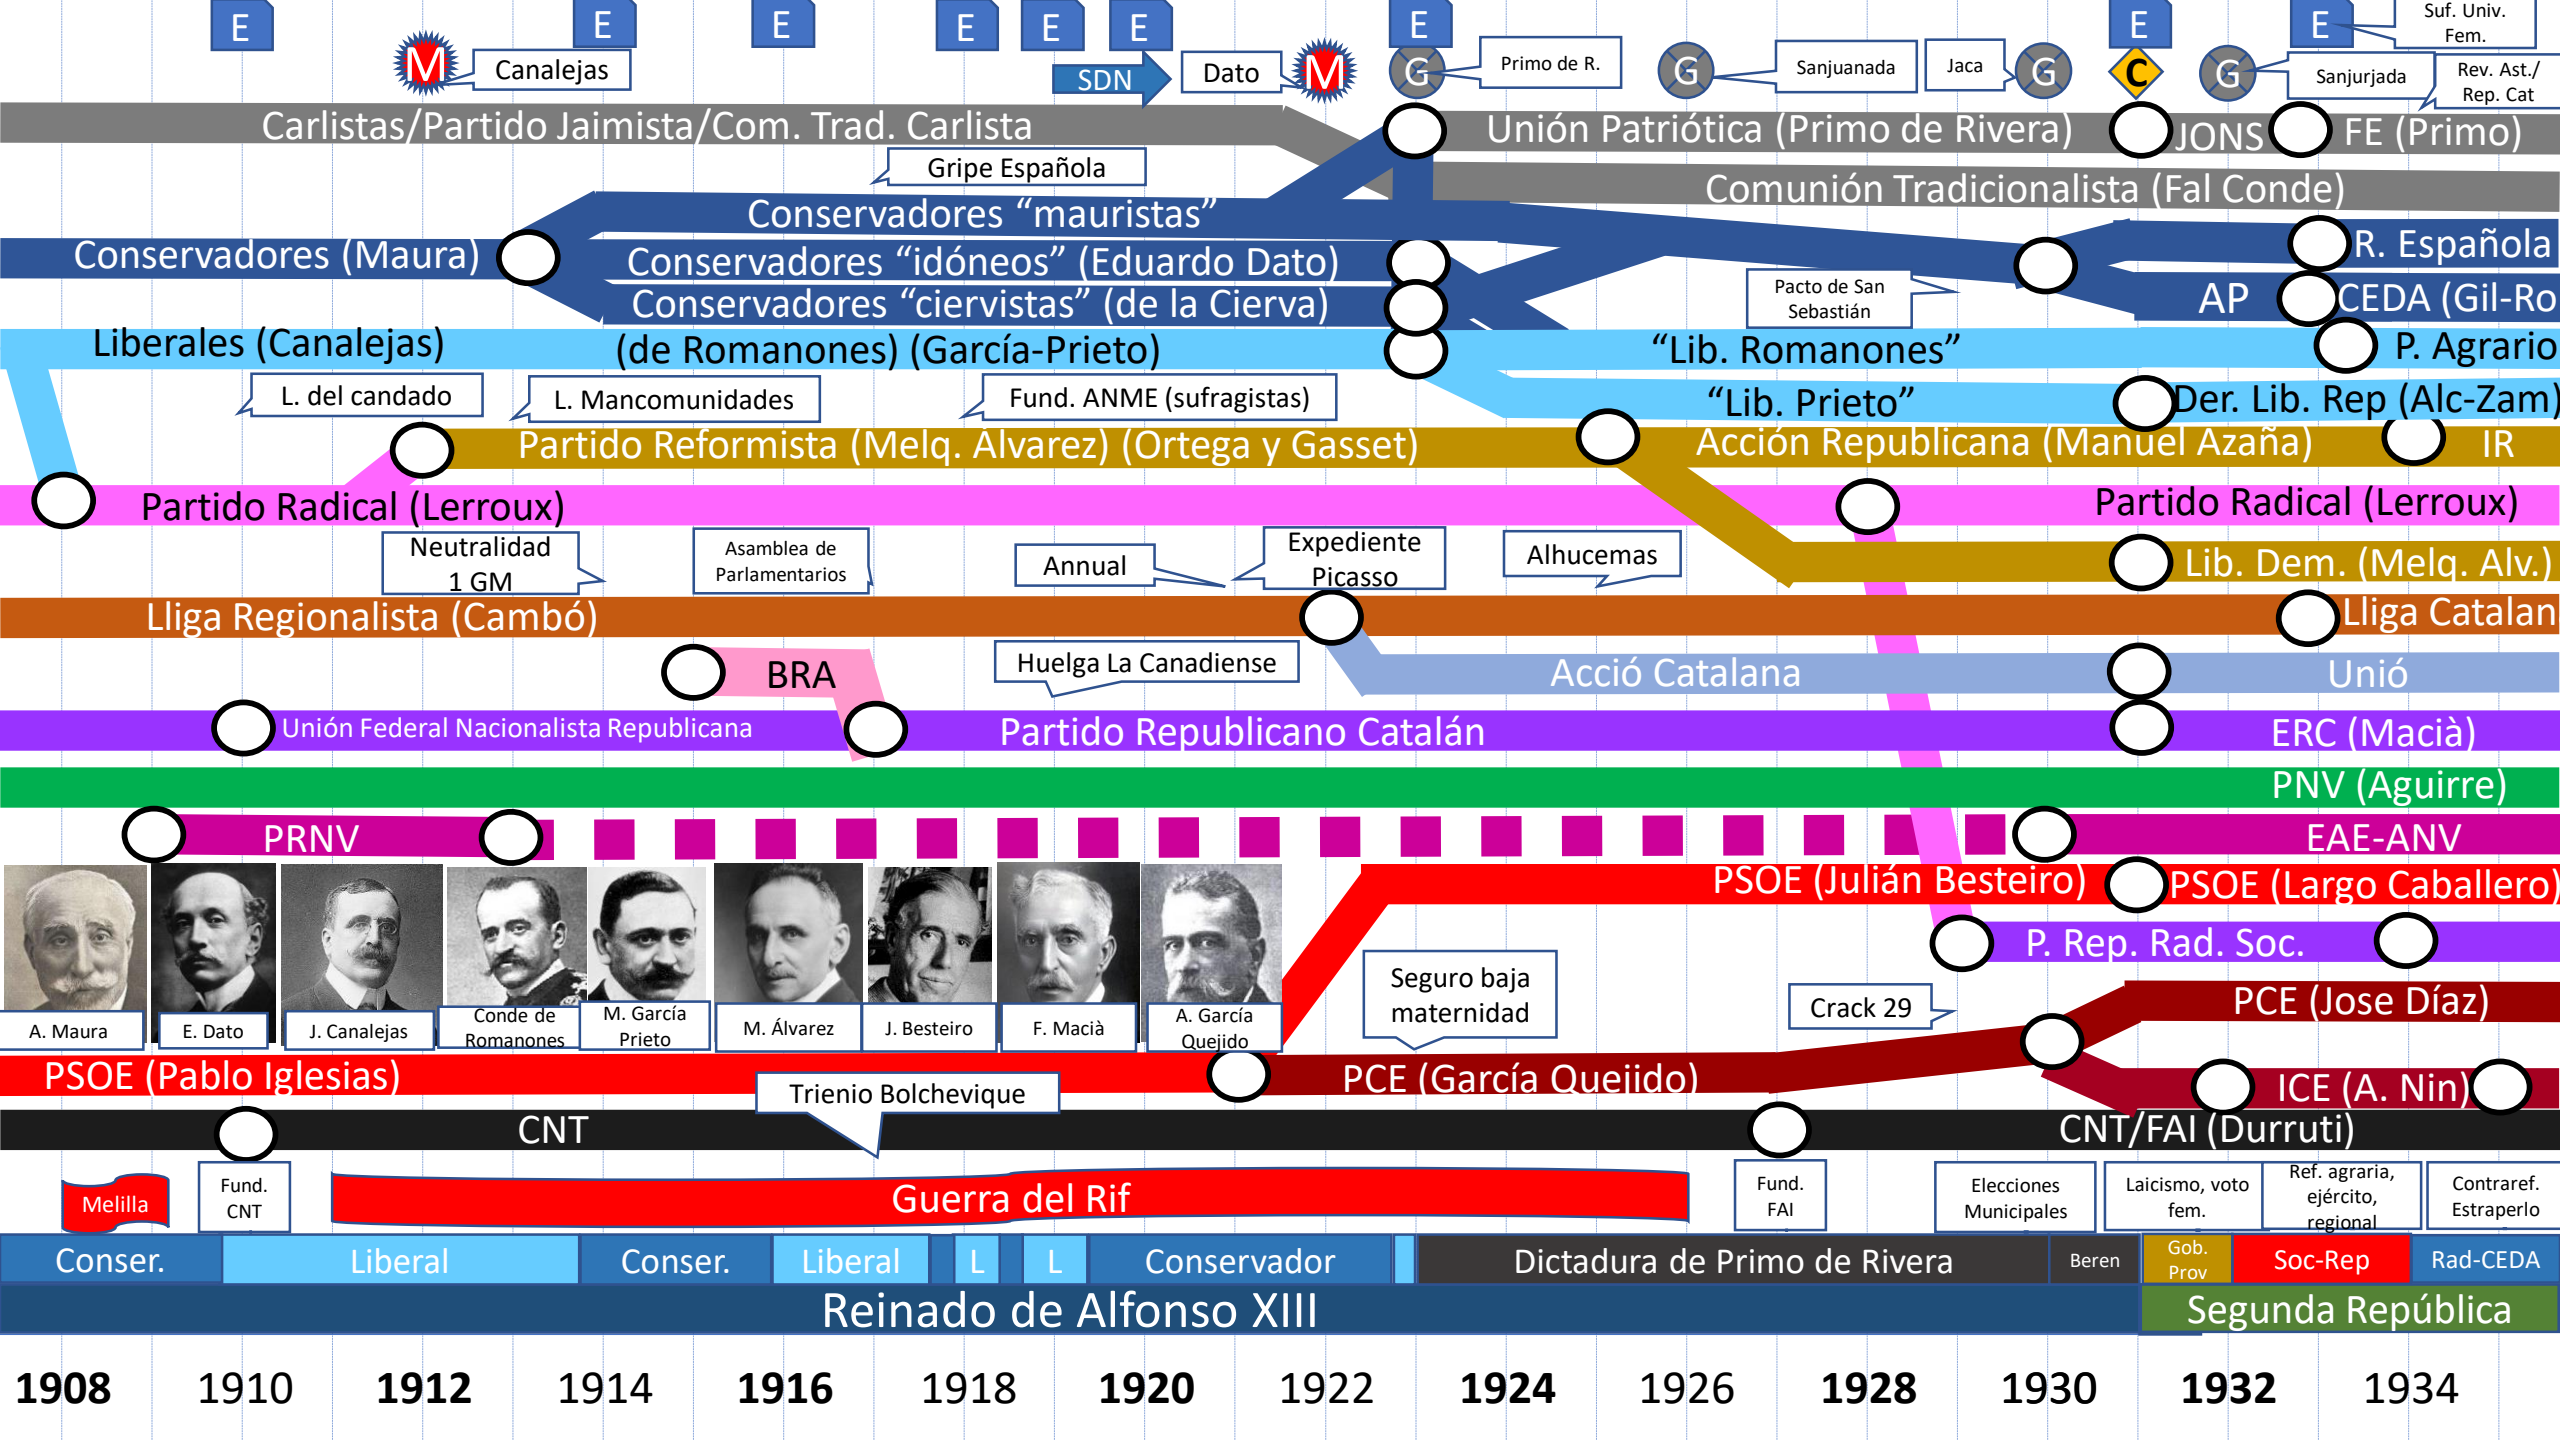 E
E
E
E
E
E
E
E
E
Suf. Univ.
Fem.
M
Canalejas
SDN
Dato
M
G
Primo de R.
G
Sanjuanada
Jaca
G
C
G
Sanjurjada
Rev. Ast./
Rep. Cat
Carlistas/Partido Jaimista/Com. Trad. Carlista
Unión Patriótica (Primo de Rivera)
JONS
FE (Primo)
Gripe Española
Comunión Tradicionalista (Fal Conde)
Conservadores “mauristas”
Conservadores (Maura)
Conservadores “idóneos” (Eduardo Dato)
R. Española
Conservadores “ciervistas” (de la Cierva)
Pacto de San
Sebastián
AP
CEDA (Gil-Ro
Liberales (Canalejas)
(de Romanones) (García-Prieto)
“Lib. Romanones”
P. Agrario
L. del candado
L. Mancomunidades
Fund. ANME (sufragistas)
“Lib. Prieto”
Der. Lib. Rep (Alc-Zam)
Partido Reformista (Melq. Álvarez) (Ortega y Gasset)
Acción Republicana (Manuel Azaña)
IR
Partido Radical (Lerroux)
Partido Radical (Lerroux)
Neutralidad
1 GM
Asamblea de
Parlamentarios
Annual
Expediente
Picasso
Alhucemas
Lib. Dem. (Melq. Alv.)
Lliga Regionalista (Cambó)
Lliga Catalan
BRA
Huelga La Canadiense
Acció Catalana
Unió
Unión Federal Nacionalista Republicana
Partido Republicano Catalán
ERC (Macià)
PNV (Aguirre)
PRNV
EAE-ANV
PSOE (Julián Besteiro)
PSOE (Largo Caballero)
P. Rep. Rad. Soc.
Seguro baja
maternidad
Crack 29
PCE (Jose Díaz)
A. Maura
E. Dato
J. Canalejas
Conde de
Romanones
M. García
Prieto
M. Álvarez
J. Besteiro
F. Macià
A. García
Quejido
PSOE (Pablo Iglesias)
PCE (García Quejido)
ICE (A. Nin)
Trienio Bolchevique
CNT
CNT/FAI (Durruti)
Melilla
Fund.
CNT
Guerra del Rif
Fund.
FAI
Elecciones
Municipales
Laicismo, voto
fem.
Ref. agraria,
ejército,
regional
Contraref.
Estraperlo
Conser.
Liberal
Conser.
Liberal
L
L
Conservador
Dictadura de Primo de Rivera
Beren
Gob.
Prov
Soc-Rep
Rad-CEDA
Reinado de Alfonso XIII
Segunda República
1908
1910
1912
1914
1916
1918
1920
1922
1924
1926
1928
1930
1932
1934